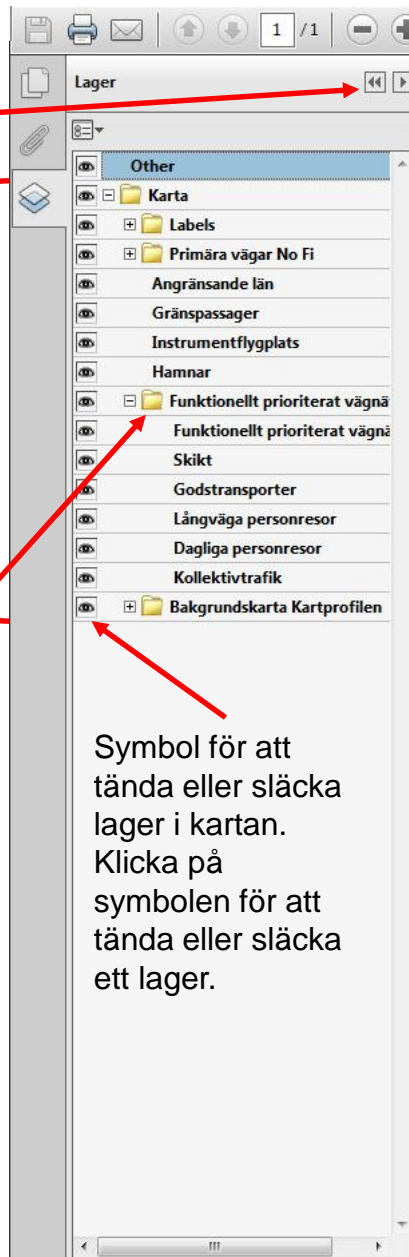 1 /1
Lager
Other
Karta
Labels
Primära vägar No Fi
Angränsande län
Gränspassager
Instrumentflygplats
Hamnar
Funktionellt prioriterat vägnä
Funktionellt prioriterat vägnä
Skikt
Godstransporter
Långväga personresor
Dagliga personresor
Kollektivtrafik
Bakgrundskarta Kartprofilen
Symbol för att
tända eller släcka
lager i kartan.
Klicka på
symbolen för att
tända eller släcka
ett lager.